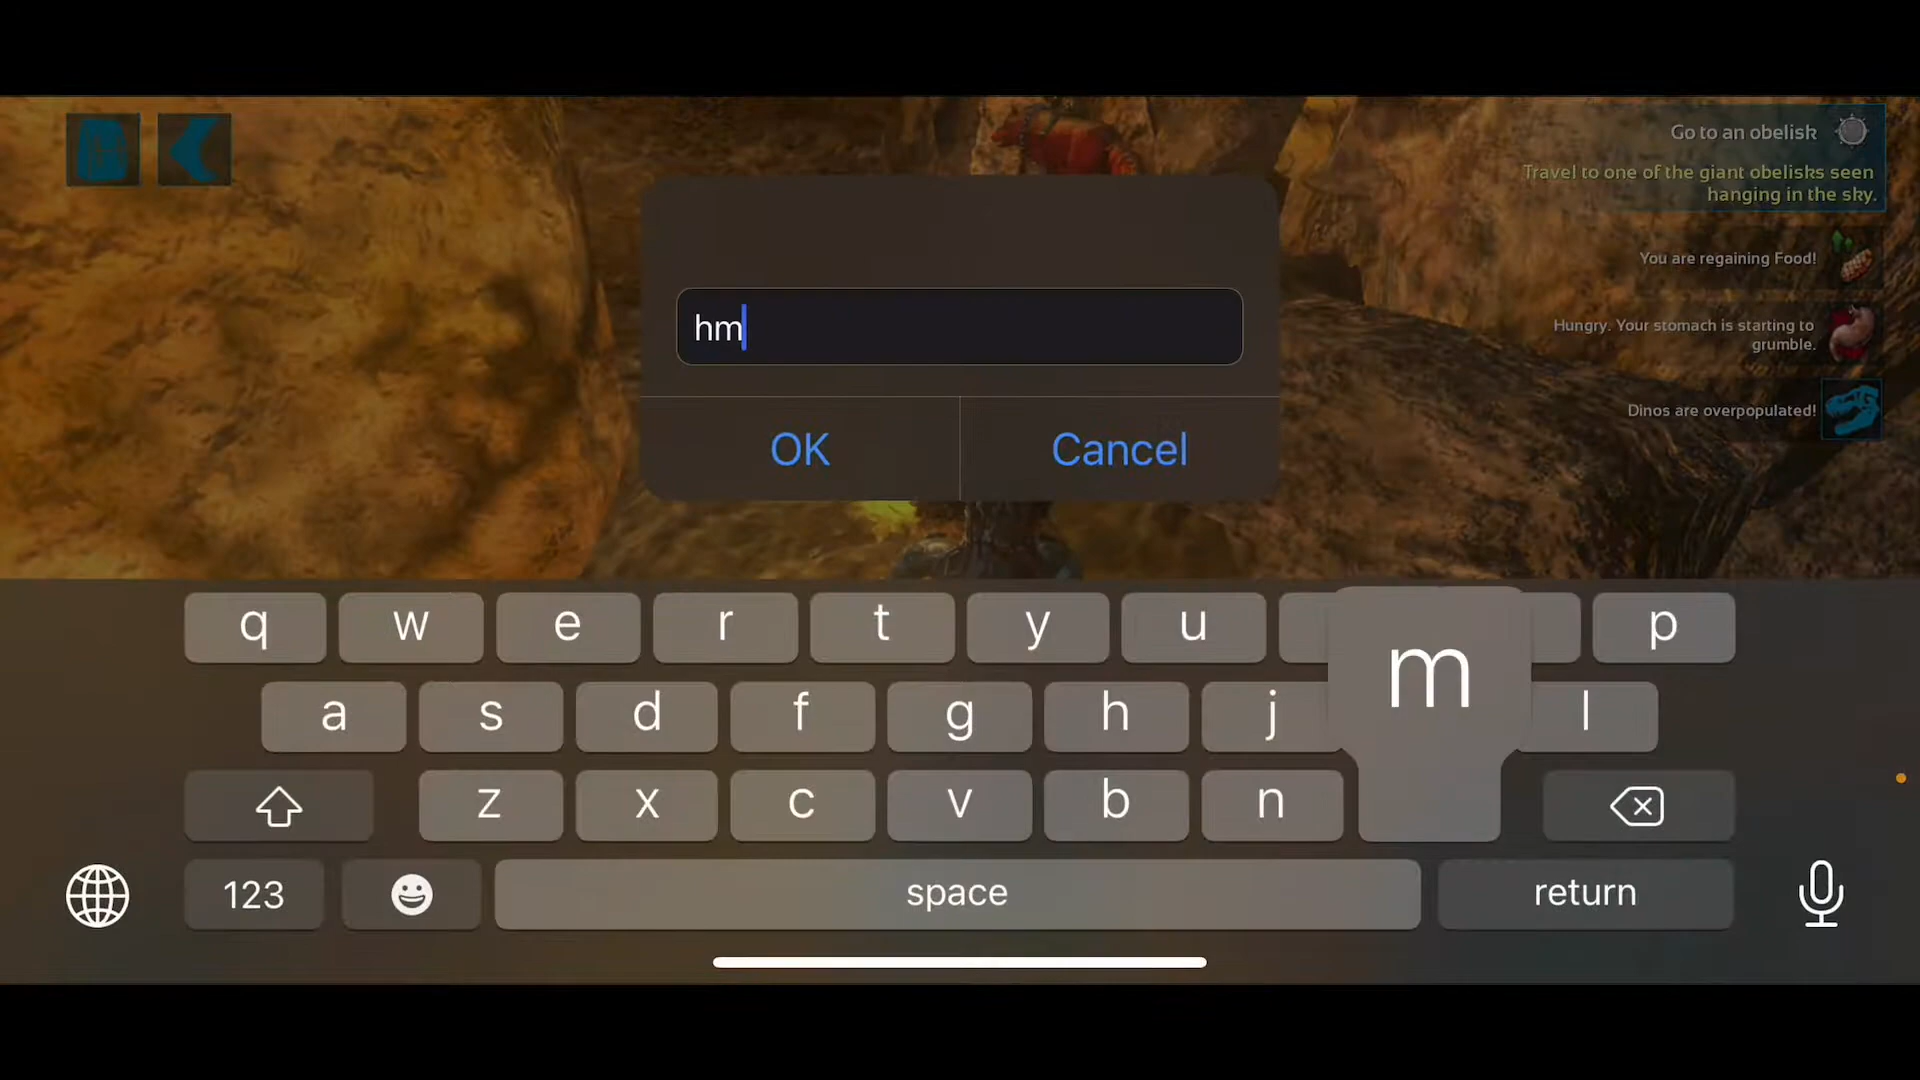 Go to an obelisk
Travel to one of the giant obelisks seen
hanging in the sky.
You are regaining Food!
Hungry. Your stomach is starting to
grumble.
Dinos are overpopulated!
hm
OK
Cancel
q w e r t y u p
m
a s d f g h j l
z x c v b n
123
space
return